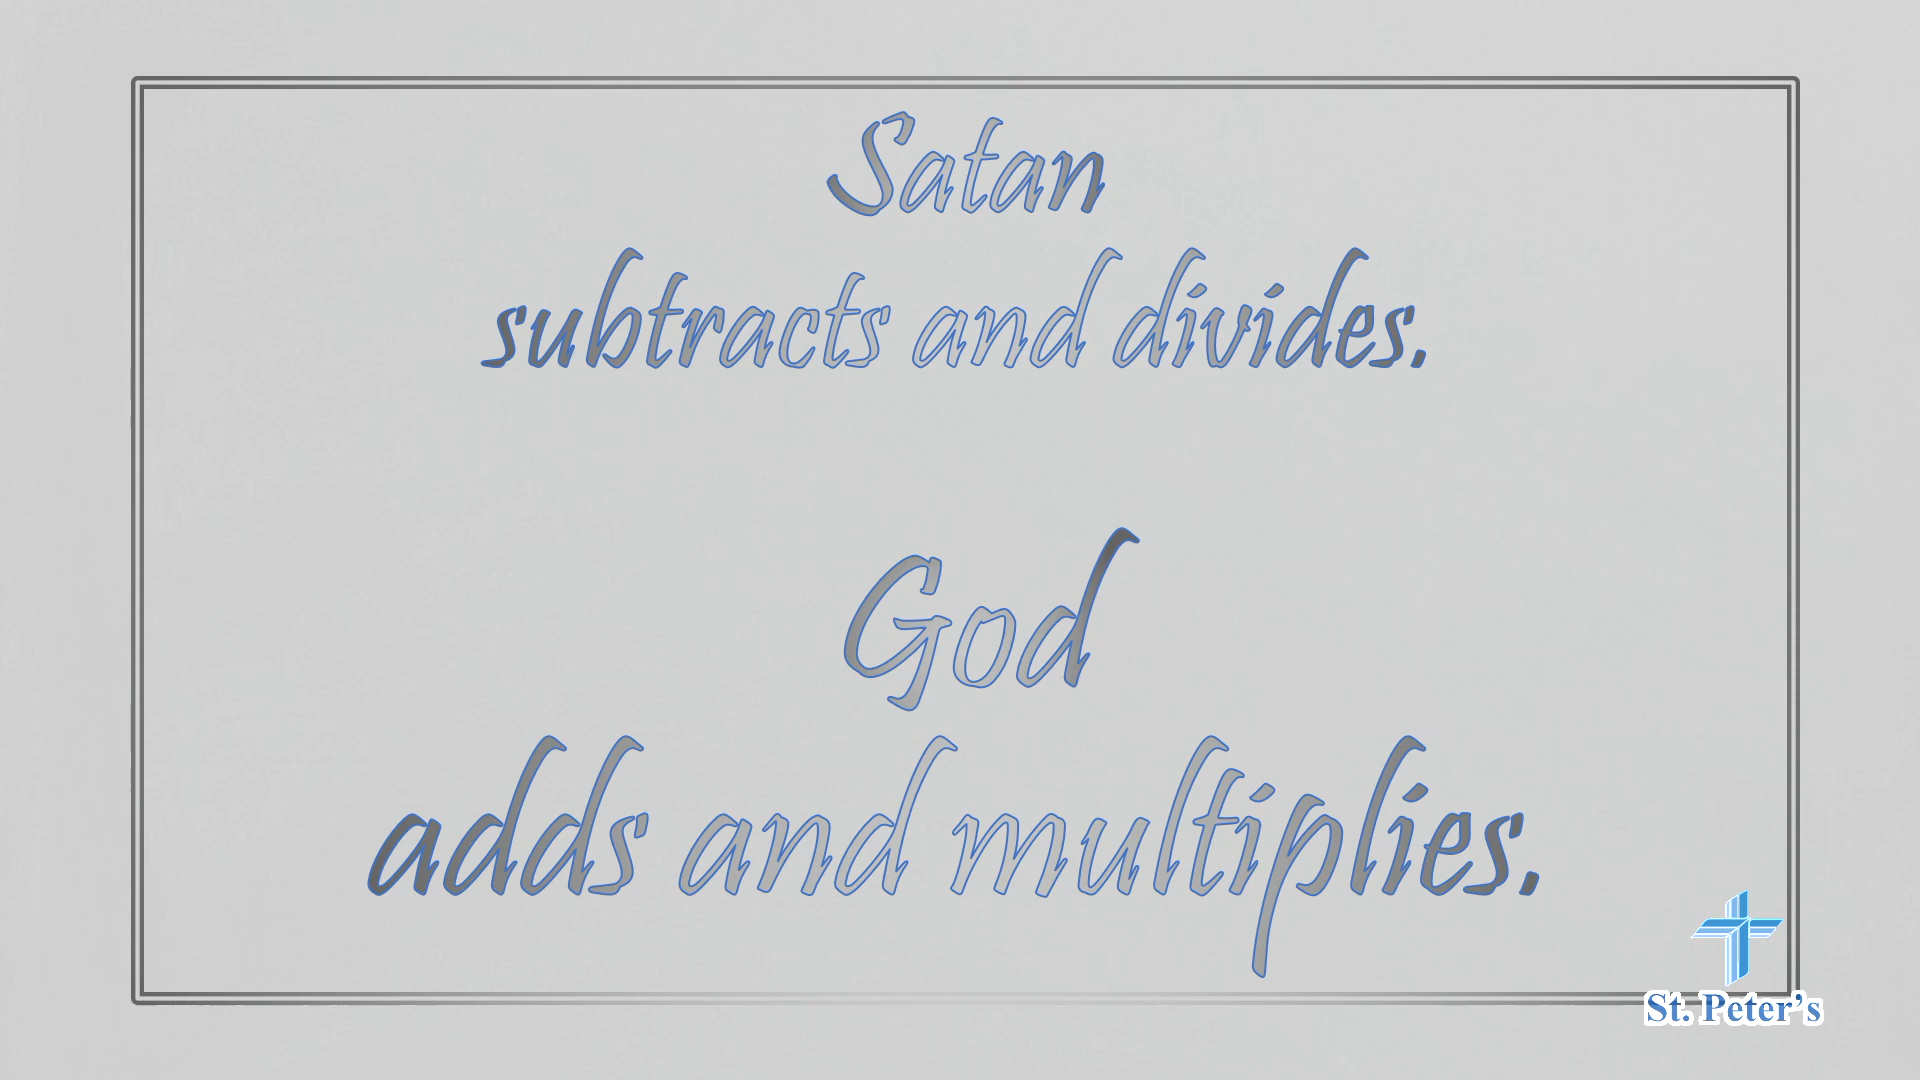 Satan
subtracts and divides.
God
adds and multiplies.
St. Peter's